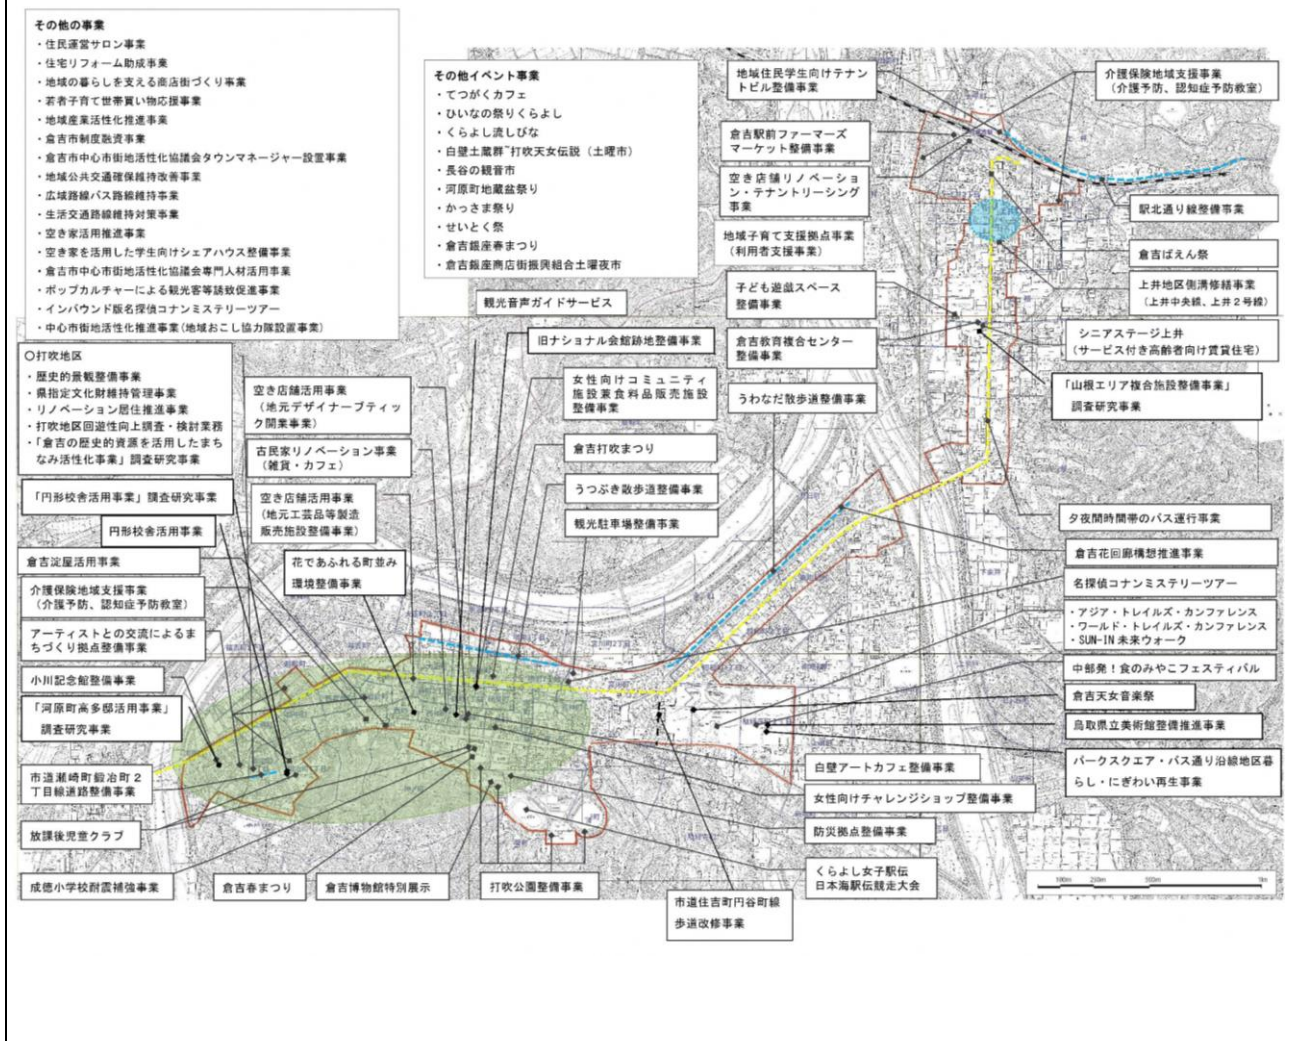 その他の事業
・住民運営サロン事業
・住宅リフォーム助成事業
・地域の暮らしを支える商店街づくり事業
・若者子育て世帯買い物応援事業
・地域産業活性化推進事業
・倉吉市制度融資事業
・倉吉市中心市街地活性化協議会タウンマネージャー設置事業
・地域公共交通確保維持改善事業
・広域路線バス路線維持事業
・生活交通路線維持対策事業
・空き家活用推進事業
・空き家を活用した学生向けシェアハウス整備事業
・倉吉市中心市街地活性化協議会専門人材活用事業
・ポップカルチャーによる観光客等誘致促進事業
・インバウンド版名探偵コナンミステリーツアー
・中心市街地活性化推進事業(地域おこし協力隊設置事業)
その他イベント事業
・てつがくカフェ
・ひいなの祭りくらよし
・くらよし流しびな
・白壁土蔵群~打吹天女伝説（土曜市）
・長谷の観音市
・河原町地蔵盆祭り
・かっさま祭り
・せいとく祭
・倉吉銀座春まつり
・倉吉銀座商店街振興組合土曜夜市
地域住民学生向けテナン
トビル整備事業
介護保険地域支援事業
（介護予防、認知症予防教室）
倉吉駅前ファーマーズ
マーケット整備事業
空き店舗リノベーショ
ン・テナントリーシング
事業
駅北通り線整備事業
地域子育て支援拠点事業
（利用者支援事業）
倉吉ばえん祭
子ども遊戯スペース
整備事業
上井地区側溝修繕事業
（上井中央線、上井２号線）
観光音声ガイドサービス
旧ナショナル会館跡地整備事業
倉吉教育複合センター
整備事業
シニアステージ上井
（サービス付き高齢者向け賃貸住宅）
○打吹地区
・歴史的景観整備事業
・県指定文化財維持管理事業
・リノベーション居住推進事業
・打吹地区回遊性向上調査・検討業務
・「倉吉の歴史的資源を活用したまち
なみ活性化事業」調査研究事業
空き店舗活用事業
（地元デザイナーブティッ
ク開業事業）
女性向けコミュニティ
施設兼食料品販売施設
整備事業
うわなだ散歩道整備事業
「山根エリア複合施設整備事業」
調査研究事業
古民家リノベーション事業
（雑貨・カフェ）
倉吉打吹まつり
「円形校舎活用事業」調査研究事業
空き店舗活用事業
（地元工芸品等製造
販売施設整備事業）
うつぶき散歩道整備事業
円形校舎活用事業
観光駐車場整備事業
夕夜間時間帯のバス運行事業
倉吉淀屋活用事業
花であふれる町並み
環境整備事業
倉吉花回廊構想推進事業
介護保険地域支援事業
（介護予防、認知症予防教室）
名探偵コナンミステリーツアー
アーティストとの交流によるま
ちづくり拠点整備事業
・アジア・トレイルズ・カンファレンス
・ワールド・トレイルズ・カンファレンス
・SUN-IN 未来ウォーク
小川記念館整備事業
中部発！食のみやこフェスティバル
「河原町高多邸活用事業」
調査研究事業
倉吉天女音楽祭
鳥取県立美術館整備推進事業
市道瀬崎町鍛冶町２
丁目線道路整備事業
白壁アートカフェ整備事業
パークスクエア・バス通り沿線地区暮
らし・にぎわい再生事業
放課後児童クラブ
女性向けチャレンジショップ整備事業
防災拠点整備事業
成徳小学校耐震補強事業
倉吉春まつり
倉吉博物館特別展示
打吹公園整備事業
くらよし女子駅伝
日本海駅伝競走大会
市道住吉町円谷町線
歩道改修事業
100m 250m 500m 1km